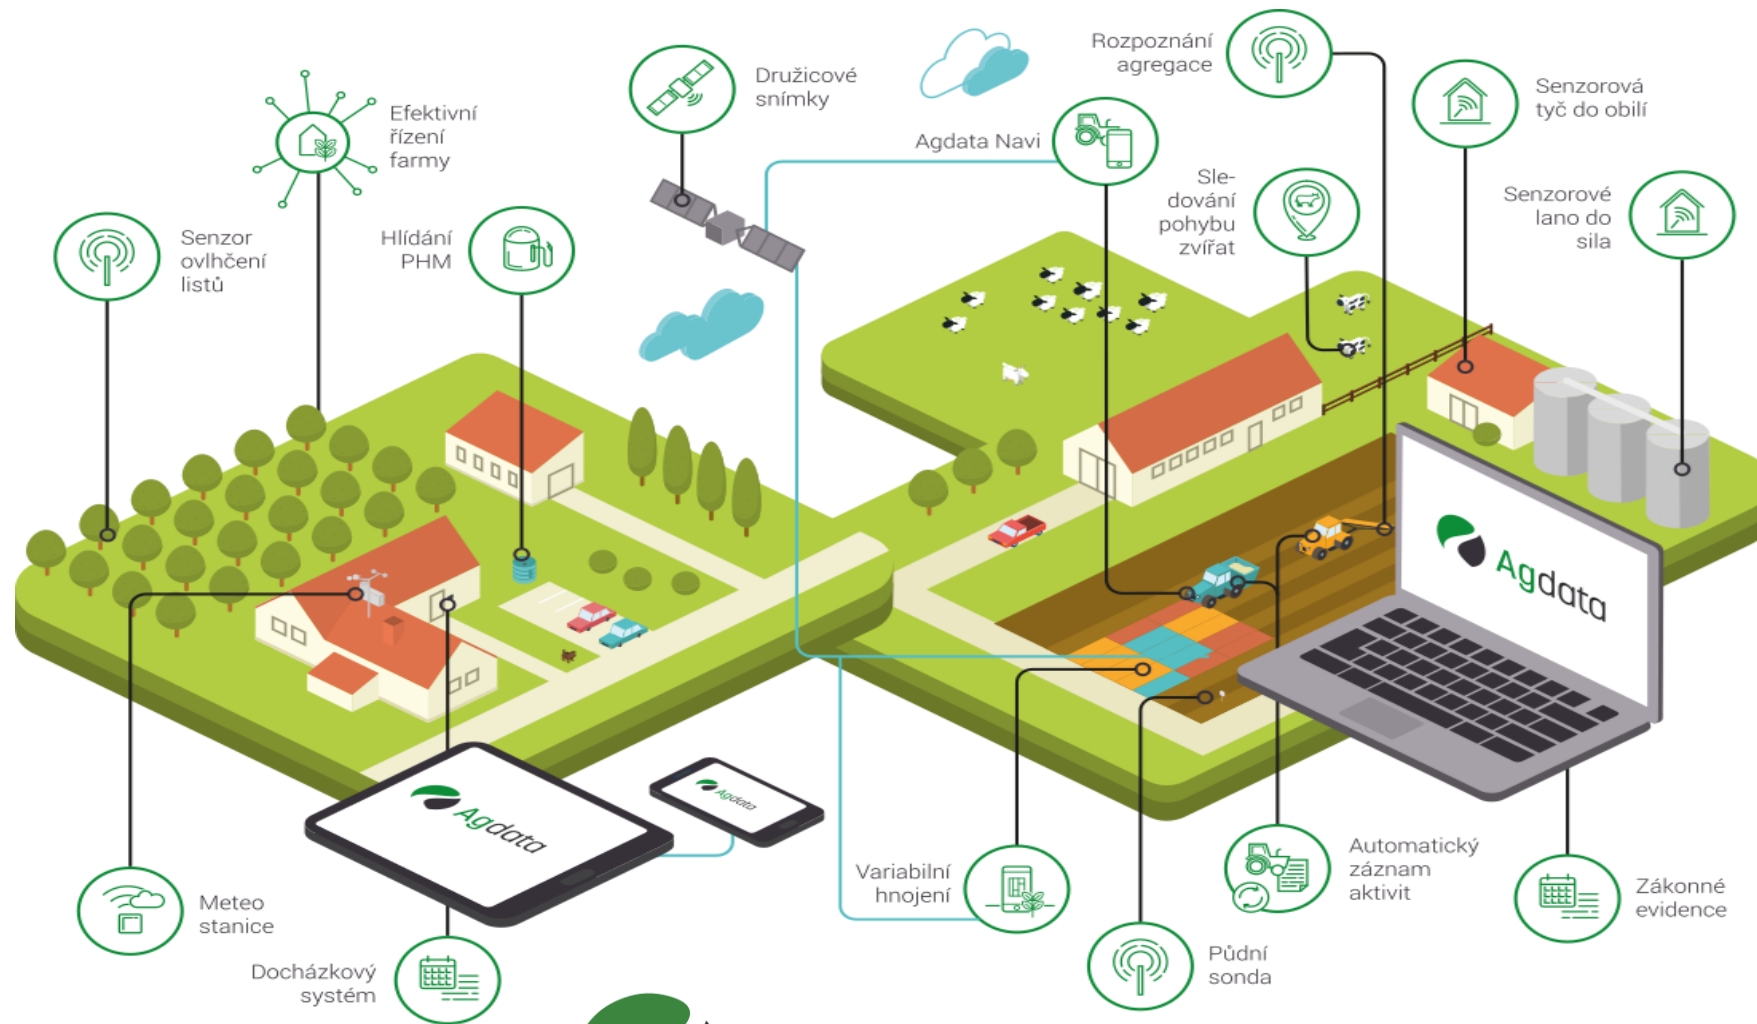 Rozpoznání
agregace
Družicové
snímky
Senzorová
tyč do obilí
Efektivní
řízení
farmy
Agdata Navi
Sle-
dování
pohybu
zvířat
Senzorové
lano do
sila
Senzor
ovlhčení
listů
Hlídání
PHM
Agdata
Agdata
Agdata
Variabilní
hnojení
Automatický
záznam
aktivit
Zákonné
evidence
Meteo
stanice
Půdní
sonda
Docházkový
systém